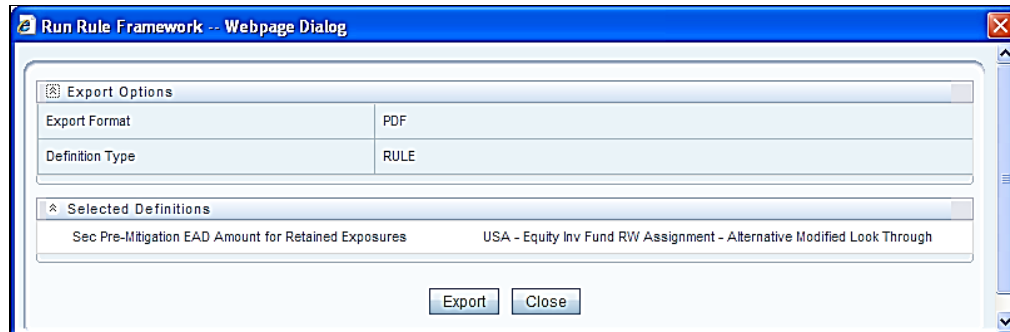 Run Rule Framework -- Webpage Dialog
Export Options
Export Format PDF
Definition Type RULE
Selected Definitions
Sec Pre-Mitigation EAD Amount for Retained Exposures USA - Equity Inv Fund RW Assignment - Alternative Modified Look Through
Export Close